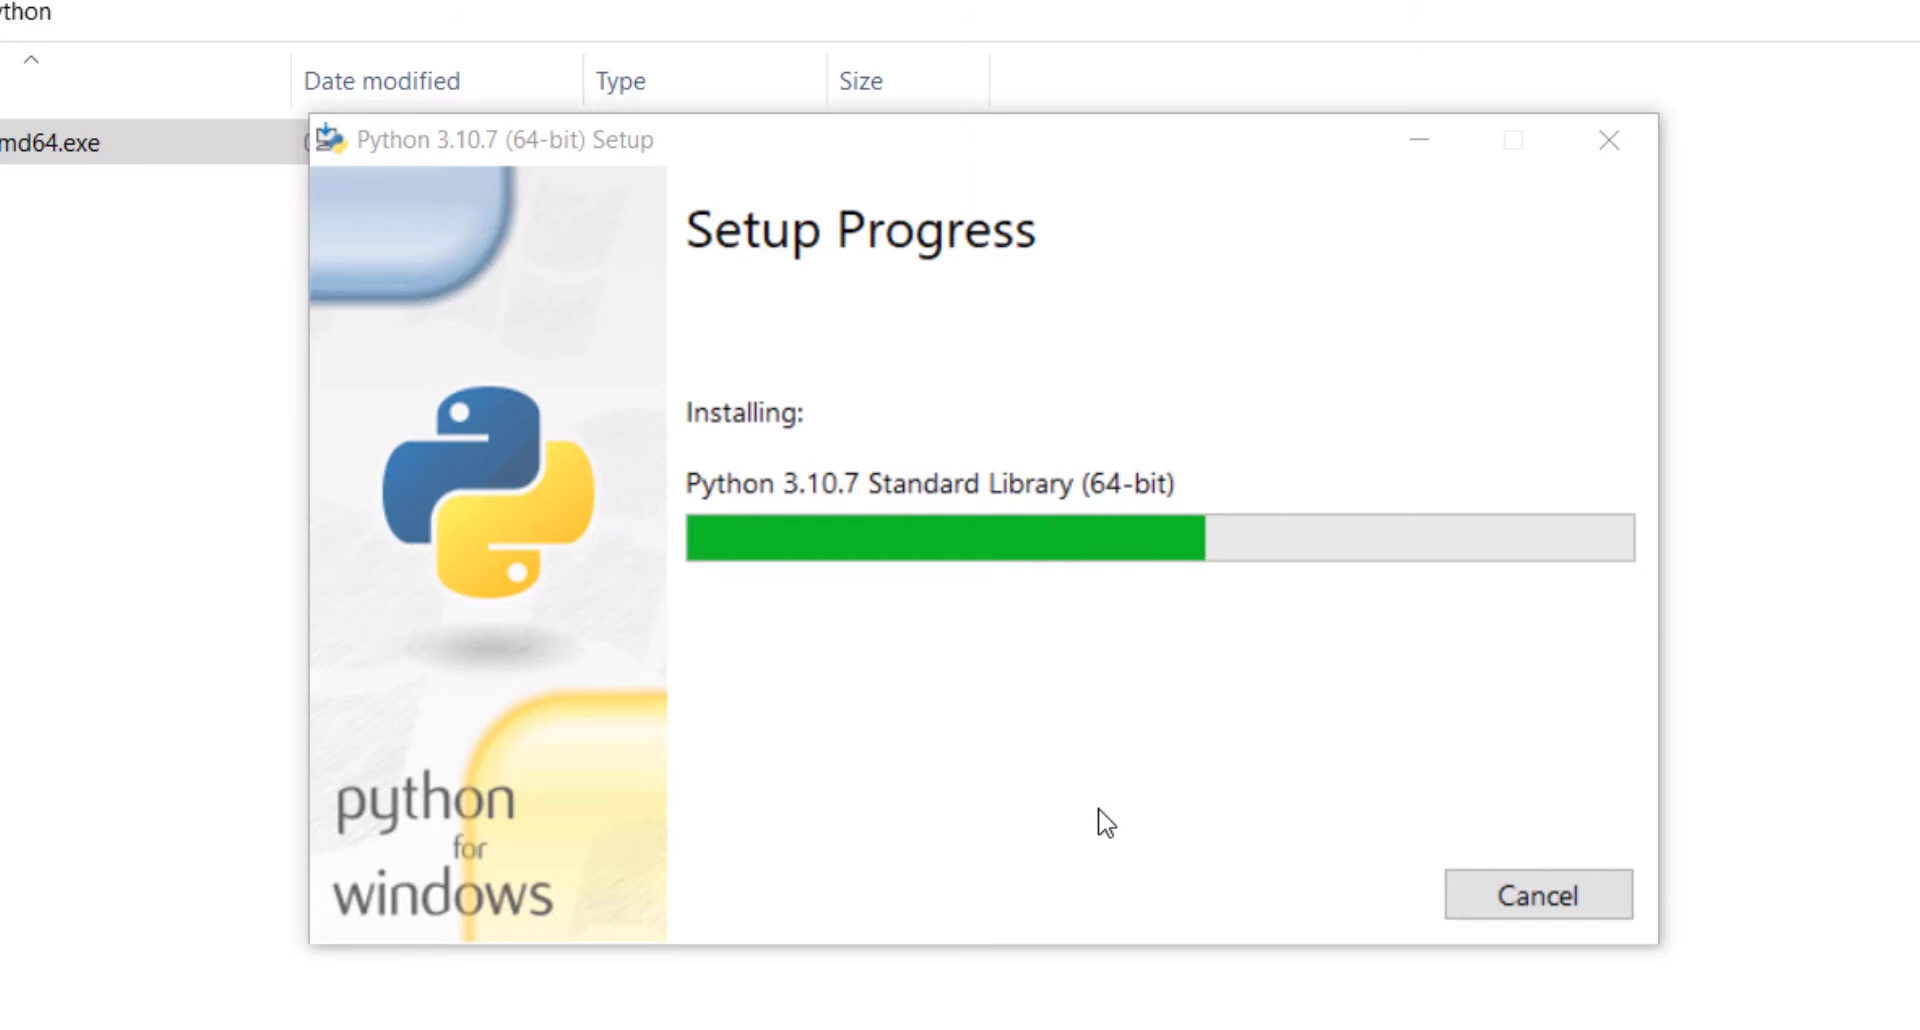 ython
Date modified Type Size
md64.exe
Python 3.10.7 (64-bit) Setup
Setup Progress
Installing:
Python 3.10.7 Standard Library (64-bit)
python
for
windows
Cancel